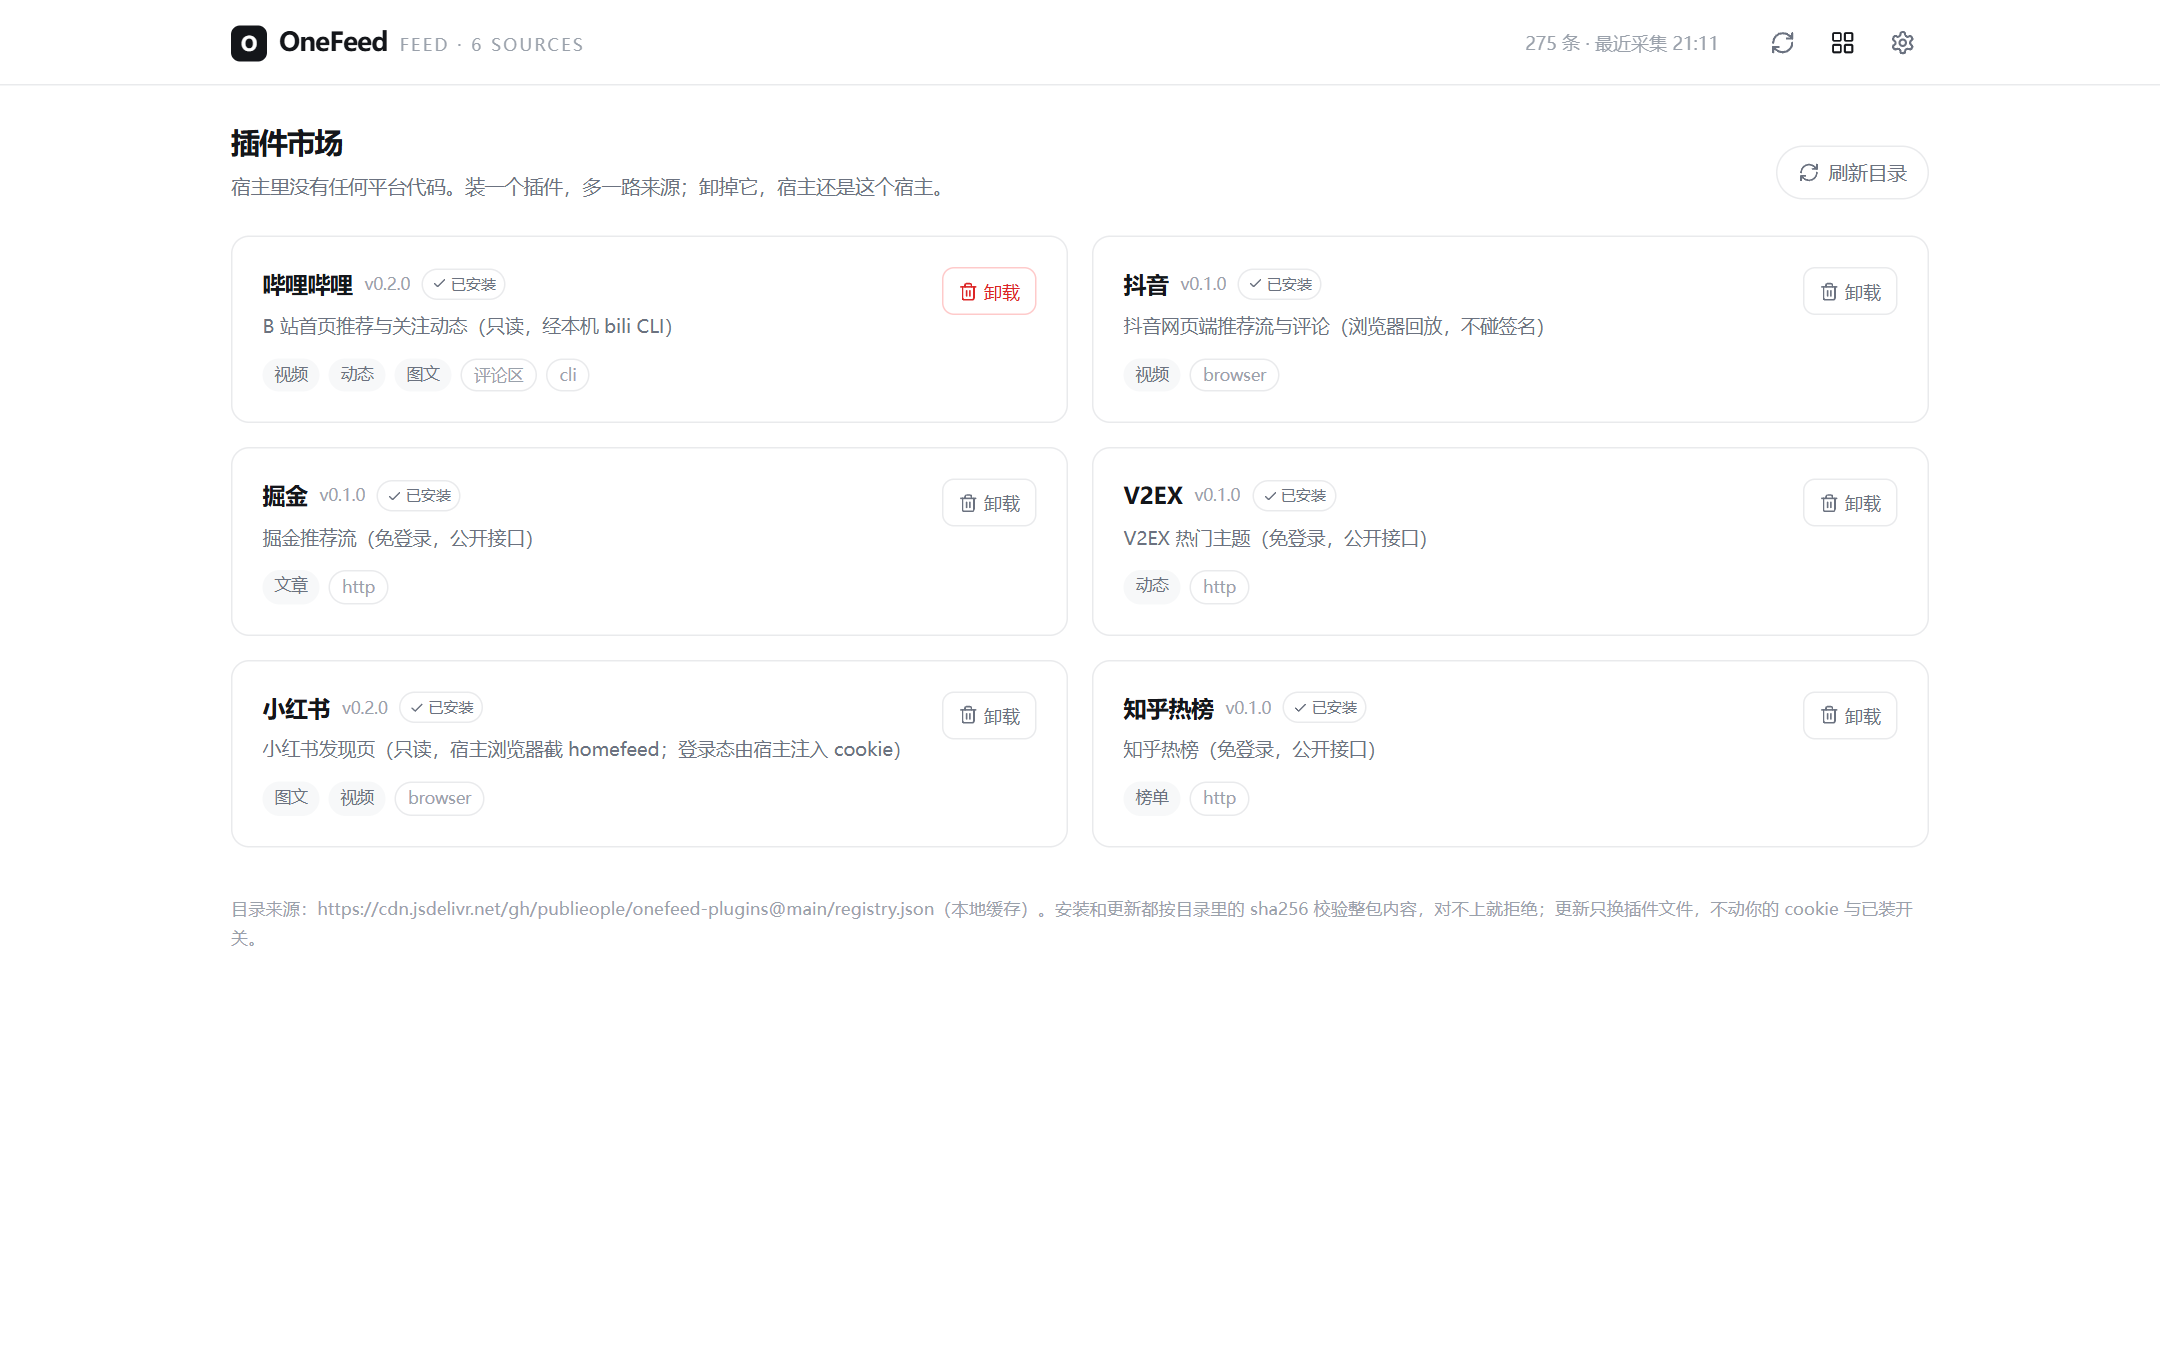 O OneFeed FEED · 6 SOURCES 275 条 · 最近采集 21:11
插件市场
宿主里没有任何平台代码。装一个插件，多一路来源；卸掉它，宿主还是这个宿主。
刷新目录
哔哩哔哩 v0.2.0 已安装 卸载
B 站首页推荐与关注动态（只读，经本机 bili CLI）
视频 动态 图文 评论区 cli
抖音 v0.1.0 已安装 卸载
抖音网页端推荐流与评论（浏览器回放，不碰签名）
视频 browser
掘金 v0.1.0 已安装 卸载
掘金推荐流（免登录，公开接口）
文章 http
V2EX v0.1.0 已安装 卸载
V2EX 热门主题（免登录，公开接口）
动态 http
小红书 v0.2.0 已安装 卸载
小红书发现页（只读，宿主浏览器截 homefeed；登录态由宿主注入 cookie）
图文 视频 browser
知乎热榜 v0.1.0 已安装 卸载
知乎热榜（免登录，公开接口）
榜单 http
目录来源：https://cdn.jsdelivr.net/gh/publieople/onefeed-plugins@main/registry.json（本地缓存）。安装和更新都按目录里的 sha256 校验整包内容，对不上就拒绝；更新只换插件文件，不动你的 cookie 与已装开
关。